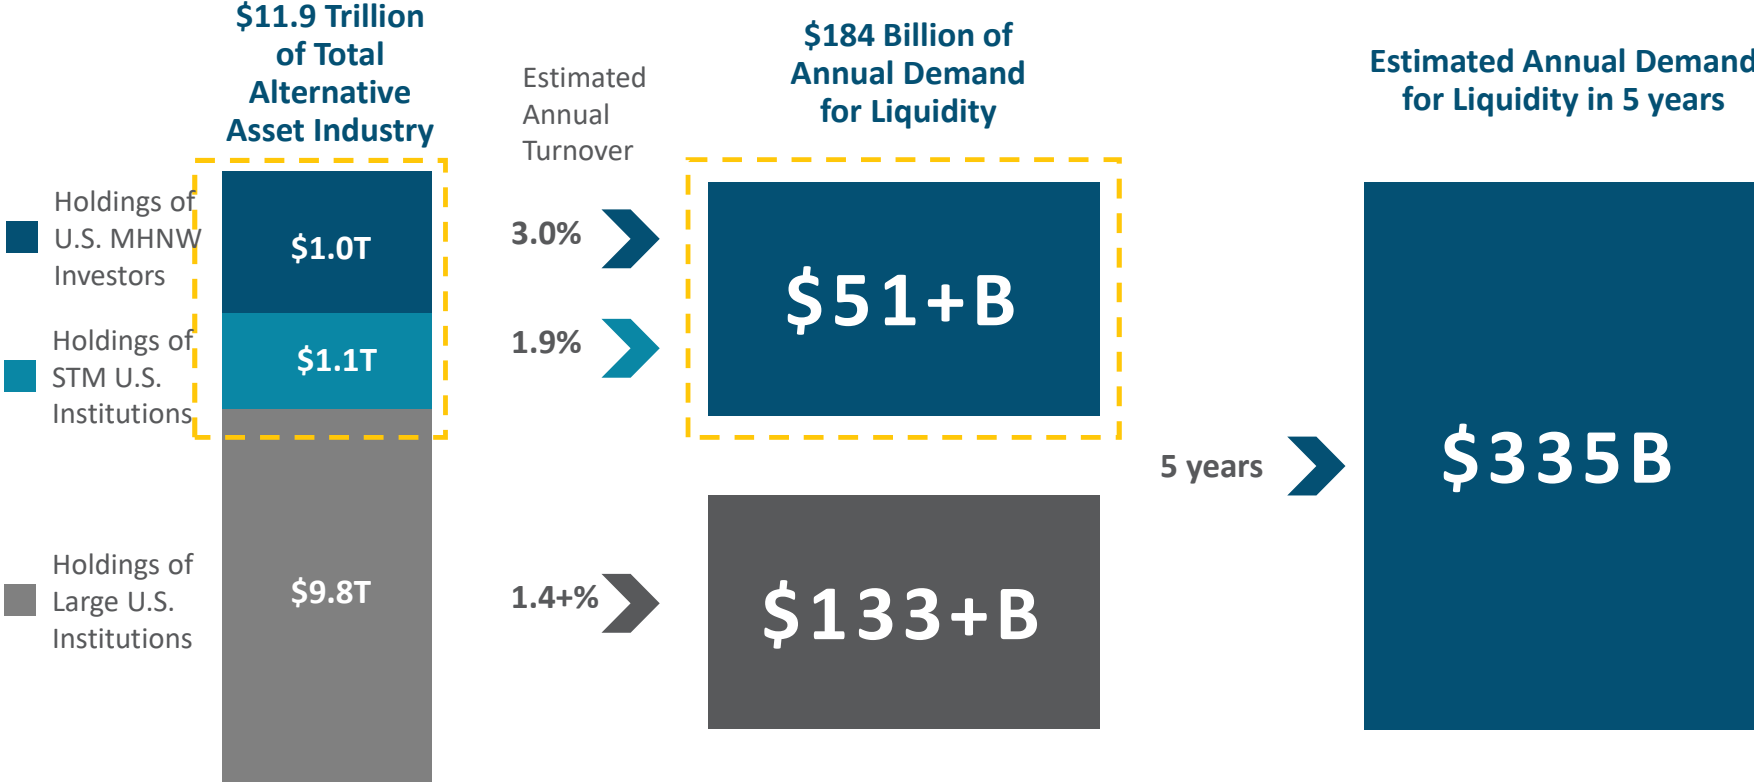 $11.9 Trillion
of Total
Alternative
Asset Industry
Estimated
Annual
Turnover
$184 Billion of
Annual Demand
for Liquidity
Estimated Annual Demand
for Liquidity in 5 years
Holdings of
U.S. MHNW
Investors
$1.0T
3.0%
$51+B
Holdings of
STM U.S.
Institutions
$1.1T
1.9%
5 years
$335B
Holdings of
Large U.S.
Institutions
$9.8T
1.4+%
$133+B